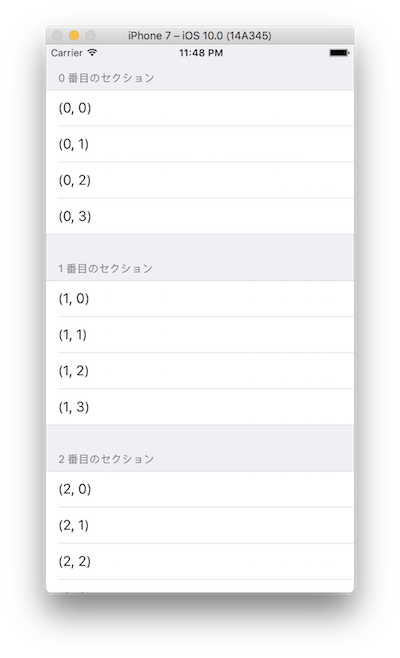 iPhone 7 – iOS 10.0 (14A345)
Carrier 11:48 PM
0 番目のセクション
(0, 0)
(0, 1)
(0, 2)
(0, 3)
1 番目のセクション
(1, 0)
(1, 1)
(1, 2)
(1, 3)
2 番目のセクション
(2, 0)
(2, 1)
(2, 2)